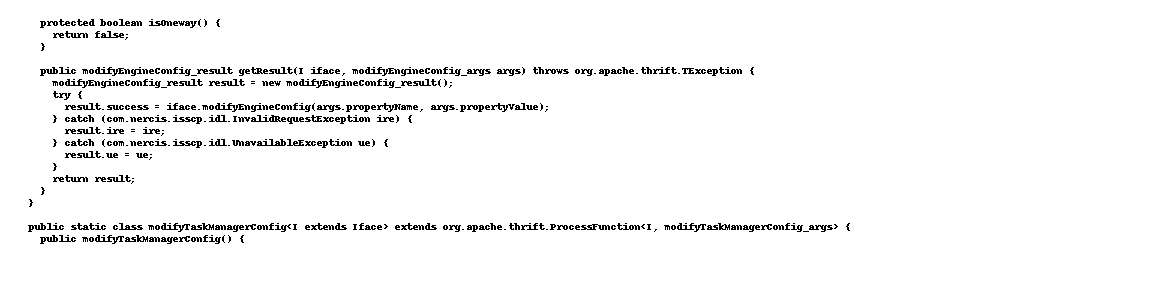 protected boolean isOneway() {
return false;
}
public modifyEngineConfig_result getResult(I iface, modifyEngineConfig_args args) throws org.apache.thrift.TException {
modifyEngineConfig_result result = new modifyEngineConfig_result();
try {
result.success = iface.modifyEngineConfig(args.propertyName, args.propertyValue);
} catch (com.nercis.isscp.idl.InvalidRequestException ire) {
result.ire = ire;
} catch (com.nercis.isscp.idl.UnavailableException ue) {
result.ue = ue;
}
return result;
}
}
public static class modifyTaskManagerConfig<I extends Iface> extends org.apache.thrift.ProcessFunction<I, modifyTaskManagerConfig_args> {
public modifyTaskManagerConfig() {